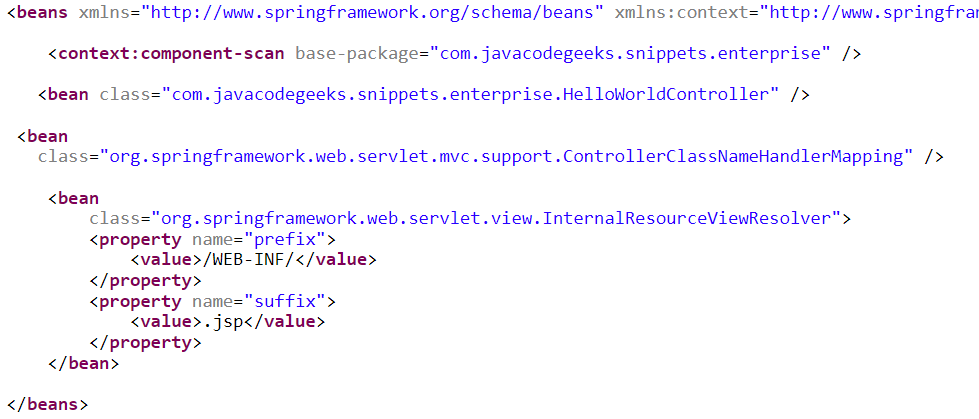 <beans xmlns="http://www.springframework.org/schema/beans" xmlns:context="http://www.springfran
<context:component-scan base-package="com.javacodegeeks.snippets.enterprise" />
<bean class="com.javacodegeeks.snippets.enterprise.HelloWorldController" />
<bean
class="org.springframework.web.servlet.mvc.support.ControllerClassNameHandlerMapping" />
<bean
class="org.springframework.web.servlet.view.InternalResourceViewResolver">
<property name="prefix">
<value>/WEB-INF/</value>
</property>
<property name="suffix">
<value>.jsp</value>
</property>
</bean>
</beans>